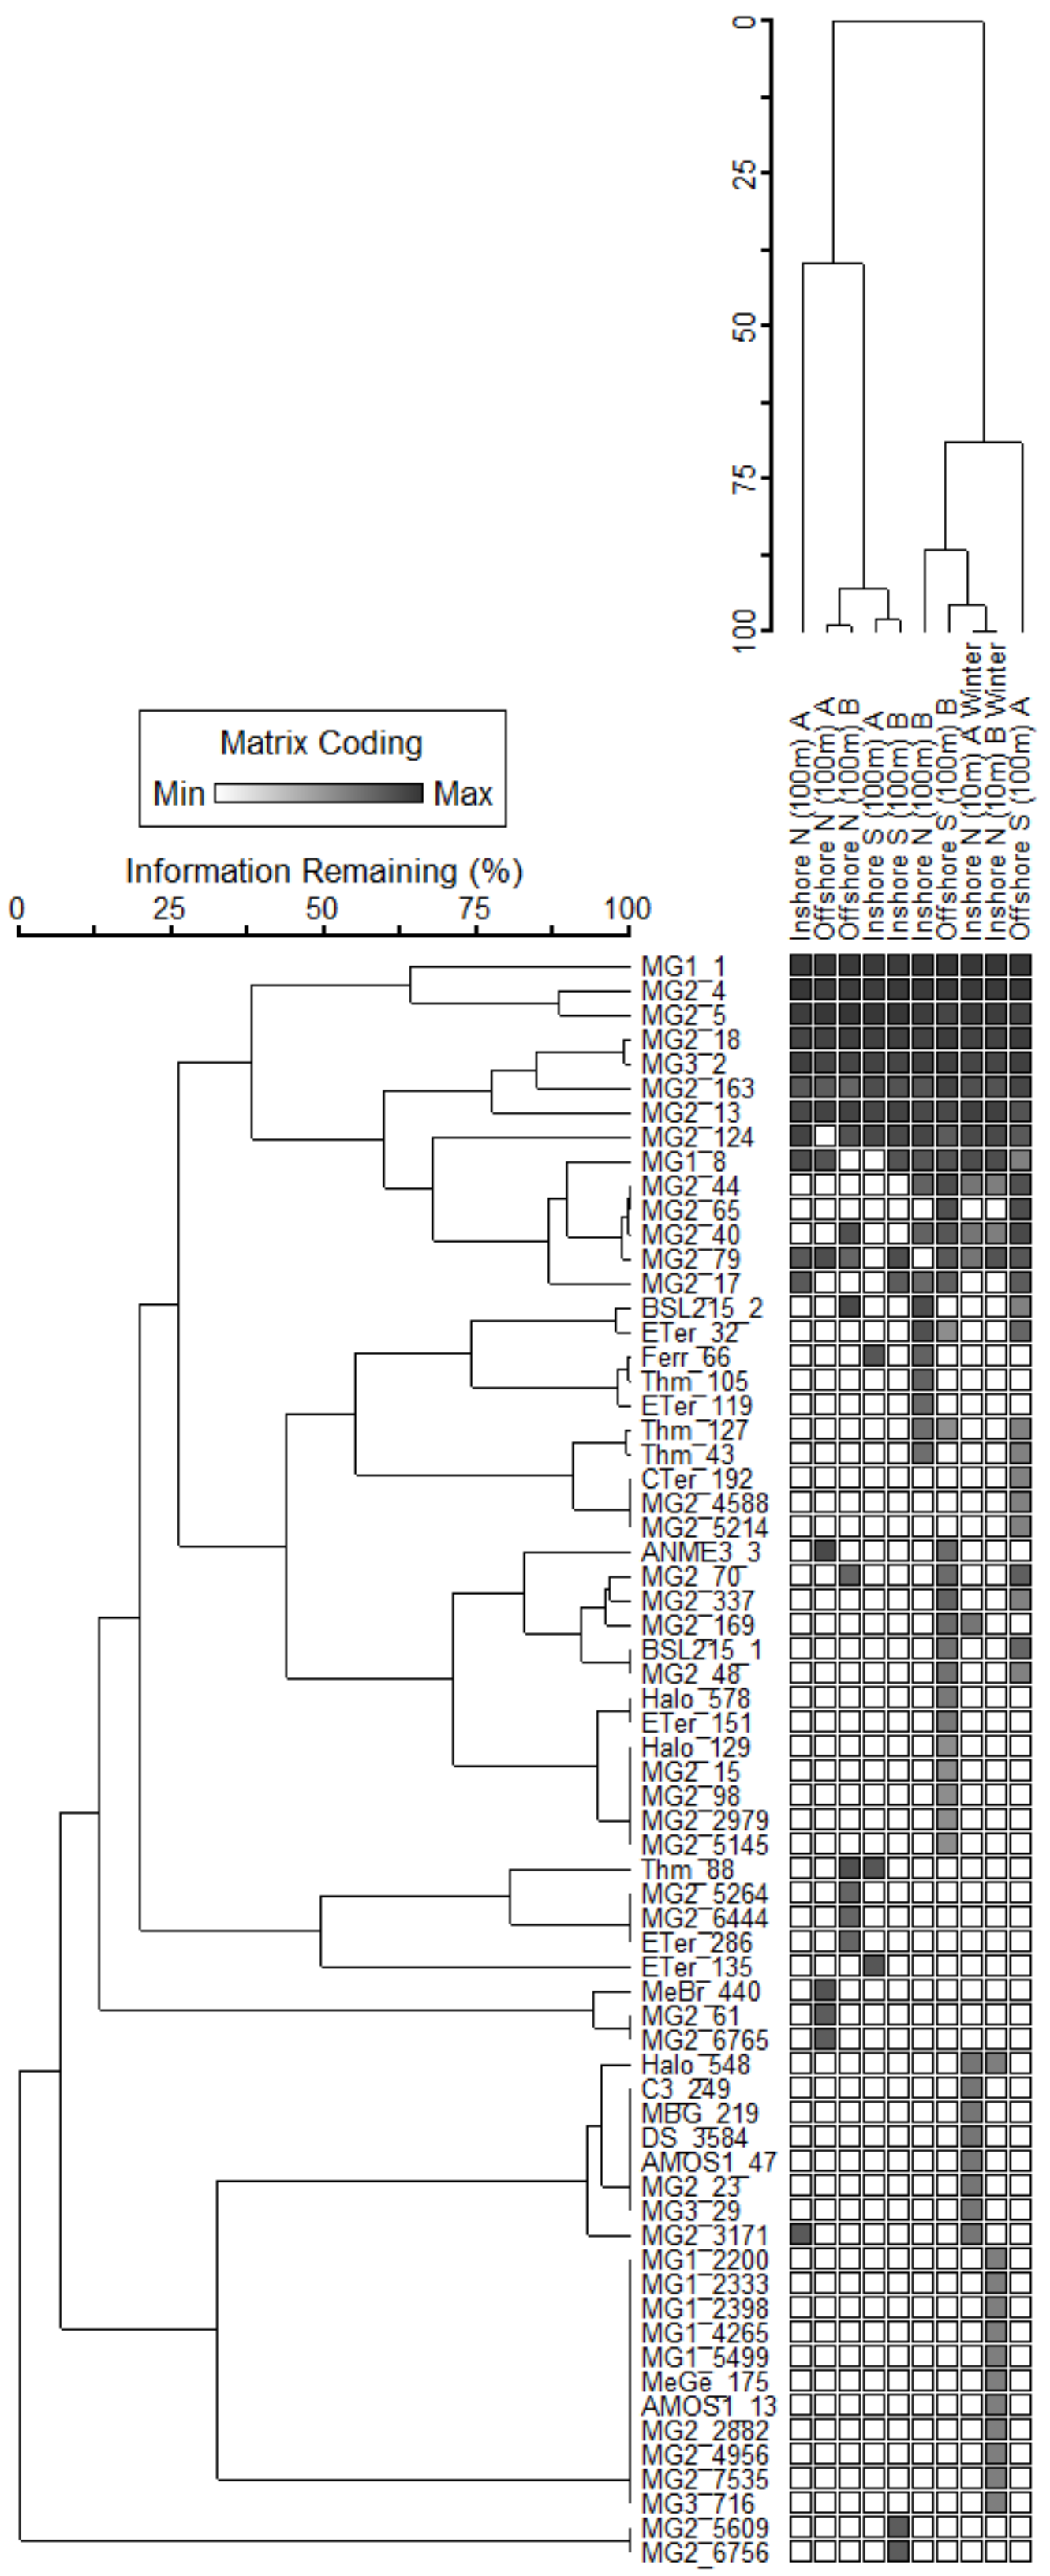 0
25
50
75
100
Inshore N (100m) A
Offshore N (100m) A
Offshore N (100m) B
Inshore S (100m) A
Inshore S (100m) B
Inshore N (100m) B
Offshore S (100m) B
Inshore N (10m) A Winter
Inshore N (10m) B Winter
Offshore S (100m) A
Matrix Coding
Min Max
Information Remaining (%)
0 25 50 75 100
MG1_1
MG2_4
MG2_5
MG2_18
MG3_2
MG2_163
MG2_13
MG2_124
MG1_8
MG2_44
MG2_65
MG2_40
MG2_79
MG2_17
BSL215_2
ETer_32
Ferr_66
Thm_105
ETer_119
Thm_127
Thm_43
CTer_192
MG2_4588
MG2_5214
ANME3_3
MG2_70
MG2_337
MG2_169
BSL215_1
MG2_48
Halo_578
ETer_151
Halo_129
MG2_15
MG2_98
MG2_2979
MG2_5145
Thm_88
MG2_5264
MG2_6444
ETer_286
ETer_135
MeBr_440
MG2_61
MG2_6765
Halo_548
C3_249
MBG_219
DS_3584
AMOS1_47
MG2_23
MG3_29
MG2_3171
MG1_2200
MG1_2333
MG1_2398
MG1_4265
MG1_5499
MeGe_175
AMOS1_13
MG2_2882
MG2_4956
MG2_7535
MG3_716
MG2_5609
MG2_6756